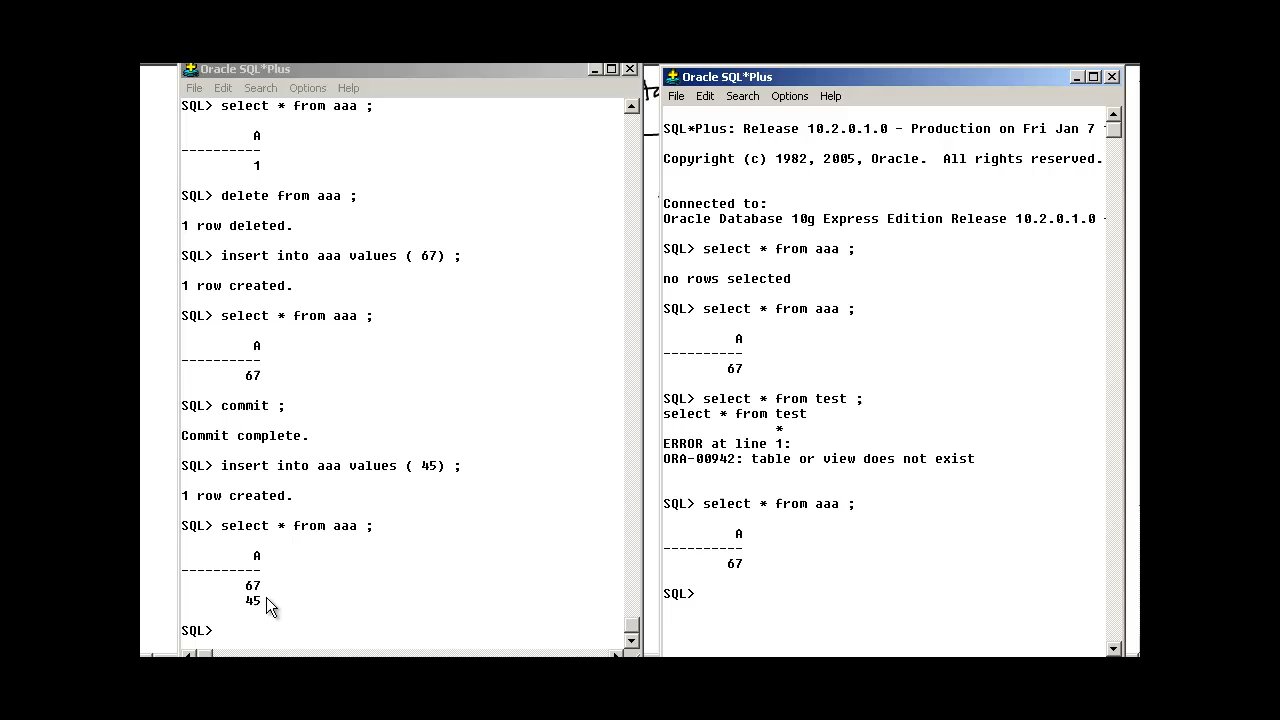 Oracle SQL*Plus
File Edit Search Options Help
SQL> select * from aaa ;
A
----------
1
SQL> delete from aaa ;
1 row deleted.
SQL> insert into aaa values ( 67) ;
1 row created.
SQL> select * from aaa ;
A
----------
67
SQL> commit ;
Commit complete.
SQL> insert into aaa values ( 45) ;
1 row created.
SQL> select * from aaa ;
A
----------
67
45
SQL>
Oracle SQL*Plus
File Edit Search Options Help
SQL*Plus: Release 10.2.0.1.0 - Production on Fri Jan 7
Copyright (c) 1982, 2005, Oracle.  All rights reserved.
Connected to:
Oracle Database 10g Express Edition Release 10.2.0.1.0 -
SQL> select * from aaa ;
no rows selected
SQL> select * from aaa ;
A
----------
67
SQL> select * from test ;
select * from test
*
ERROR at line 1:
ORA-00942: table or view does not exist
SQL> select * from aaa ;
A
----------
67
SQL>